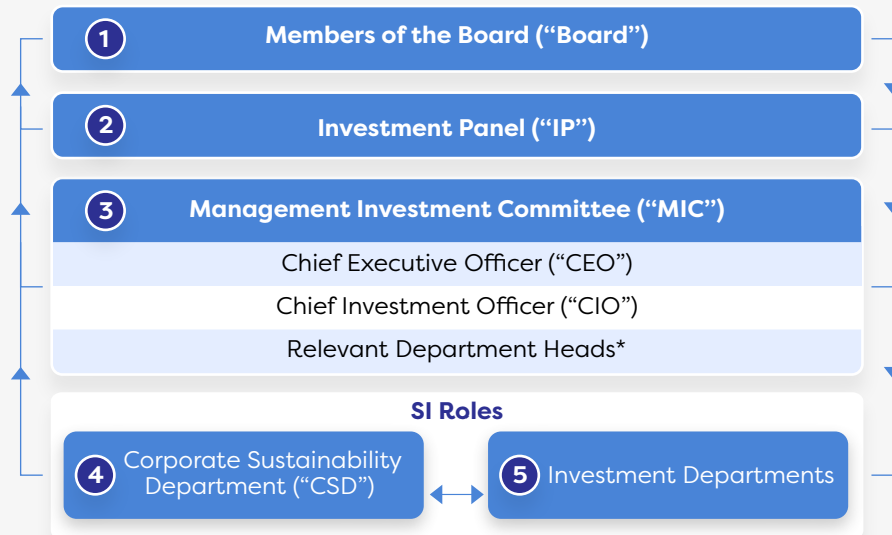 1 Members of the Board (“Board”)
2 Investment Panel (“IP”)
3 Management Investment Committee (“MIC”)
Chief Executive Officer (“CEO”)
Chief Investment Officer (“CIO”)
Relevant Department Heads*
SI Roles
4 Corporate Sustainability
Department (“CSD”)
5 Investment Departments